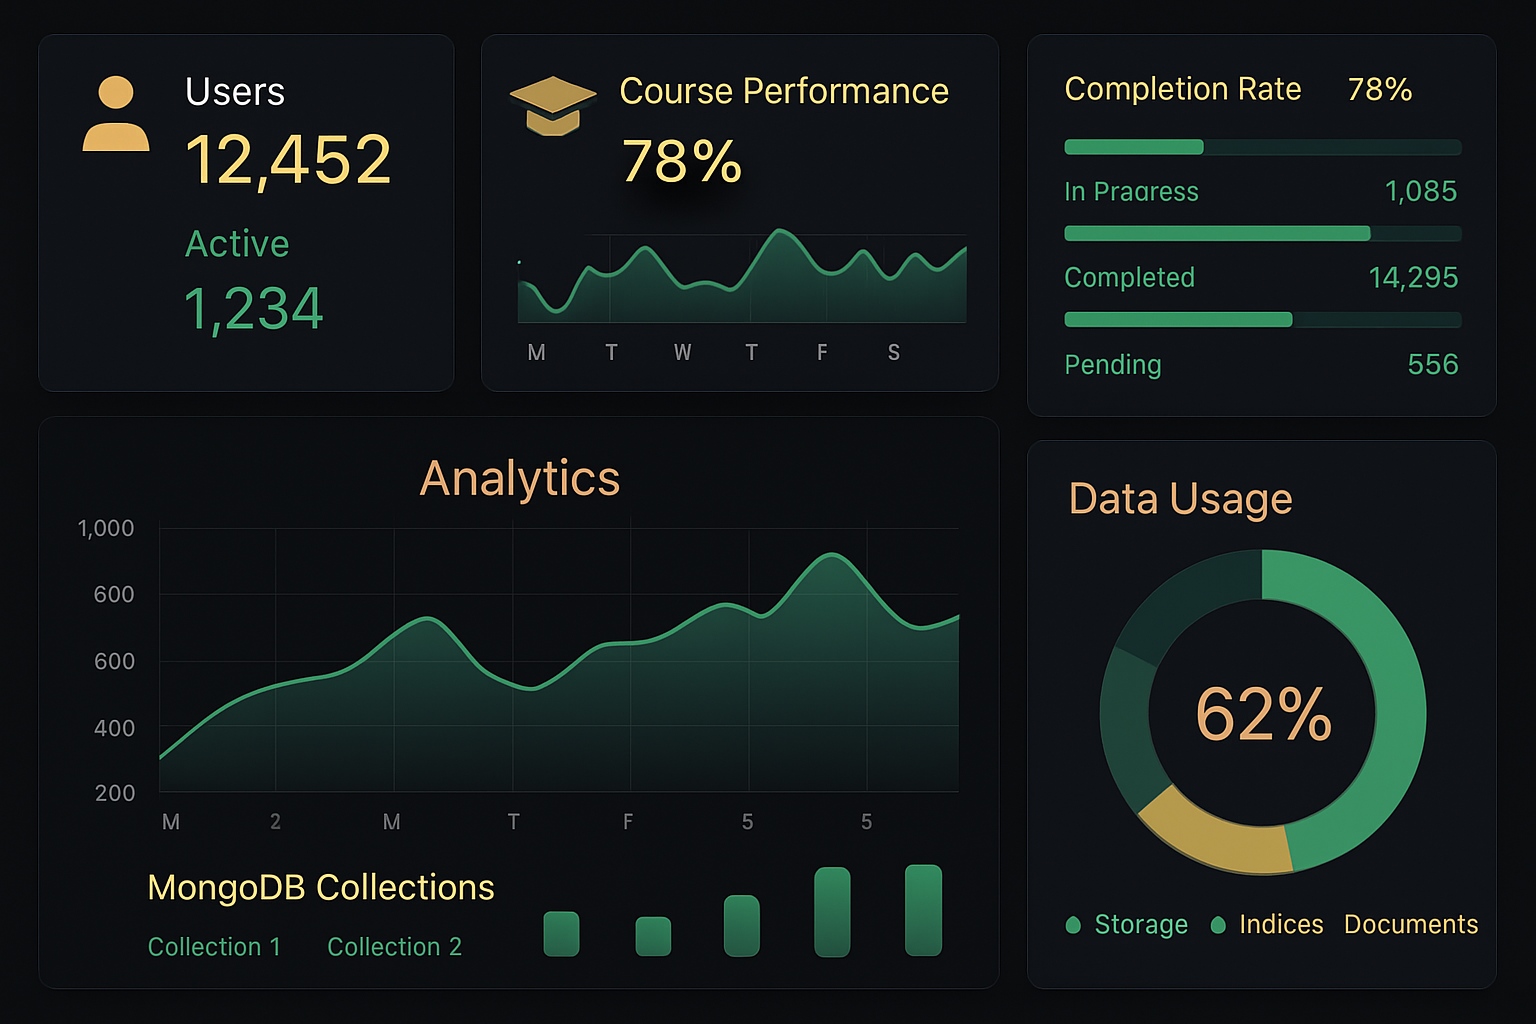 Users
12,452
Active
1,234
Course Performance
78%
M T W T F S
Completion Rate 78%
In Praɑress 1,085
Completed 14,295
Pending 556
Analytics
1,000
600
600
400
200
M 2 M T F 5 5
MongoDB Collections
Collection 1 Collection 2
Data Usage
62%
Storage Indices Documents